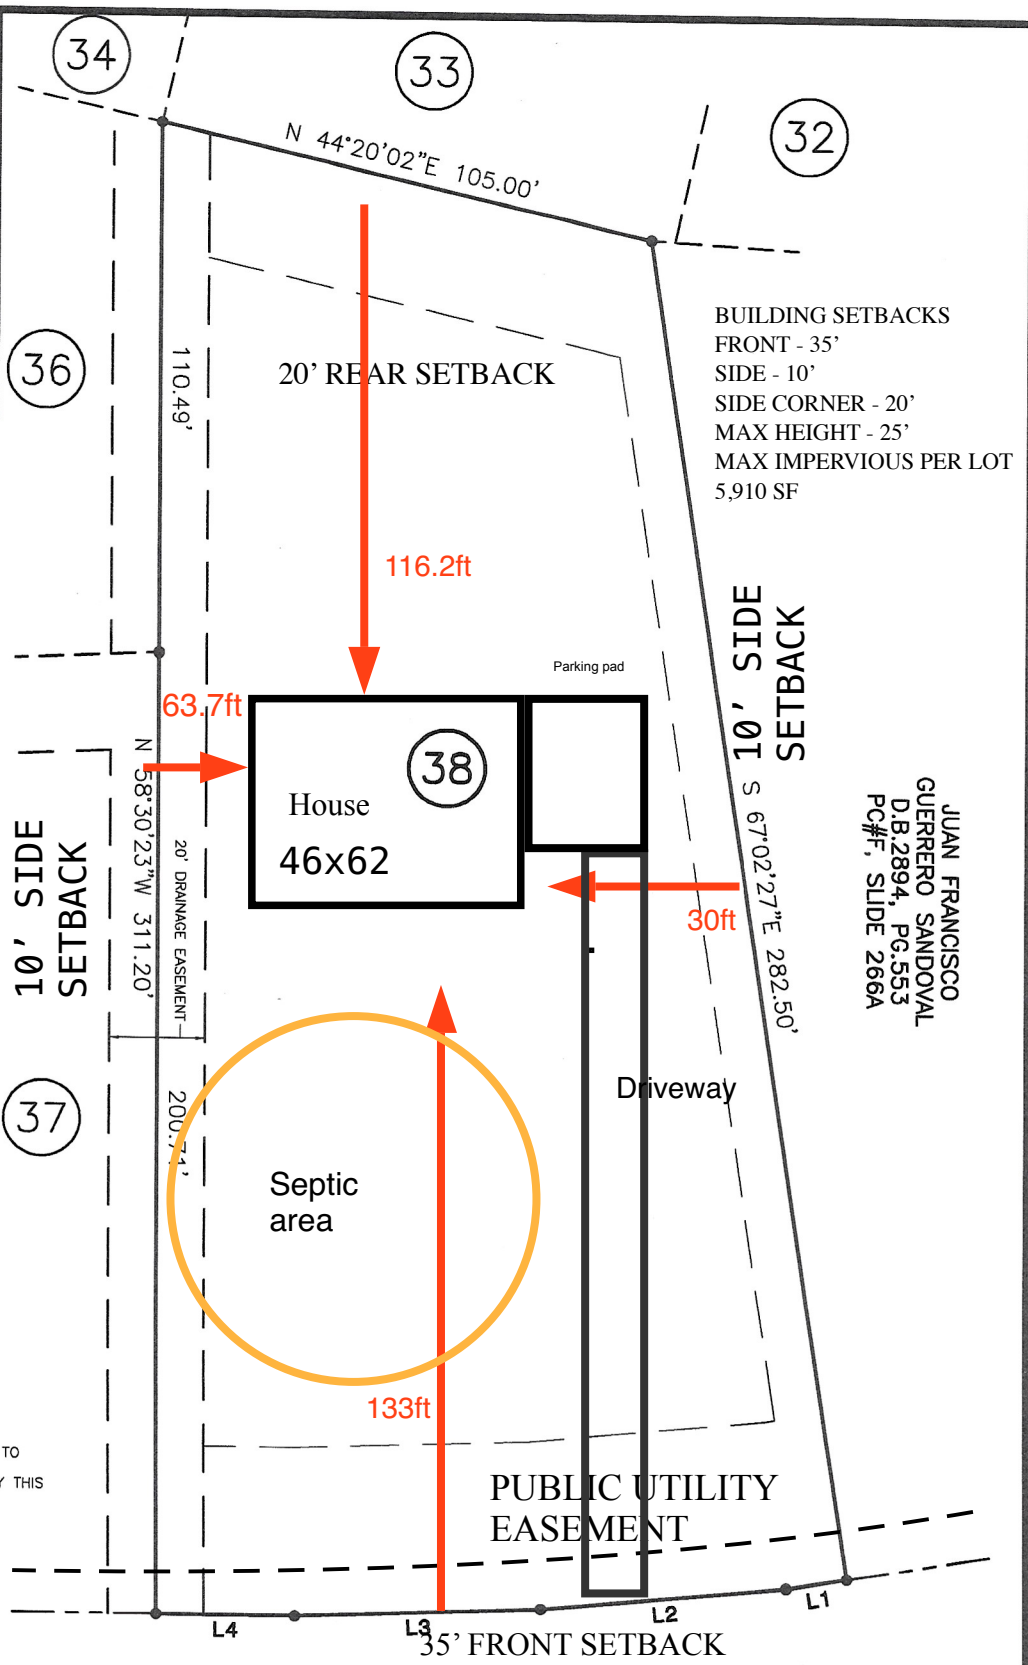 34
33
32
N 44°20'02"E 105.00'
BUILDING SETBACKS
FRONT - 35'
SIDE - 10'
SIDE CORNER - 20'
MAX HEIGHT - 25'
MAX IMPERVIOUS PER LOT
5,910 SF
36
110.49'
20' REAR SETBACK
116.2ft
10' SIDE
SETBACK
Parking pad
63.7ft
38
House
46x62
N 58°30'23"W 311.20'
20' DRAINAGE EASEMENT
10' SIDE
SETBACK
S 67°02'27"E 282.50'
JUAN FRANCISCO
GUERRERO SANDOVAL
D.B.2894, PG.553
PC#F, SLIDE 266A
30ft
37
200.71'
Driveway
Septic
area
133ft
TO
Y THIS
PUBLIC UTILITY
EASEMENT
L4
L3
L2
L1
35' FRONT SETBACK